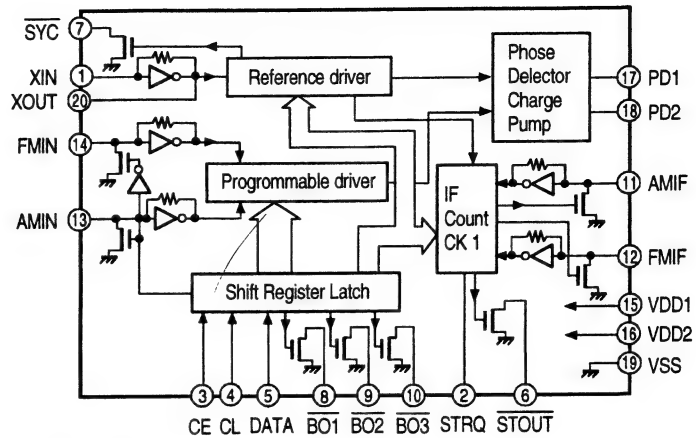 7
SYC
XIN 1
XOUT 20
FMIN 14
AMIN 13
Reference driver
Progrommable driver
Shift Register Latch
Phose
Delector
Charge
Pump
IF
Count
CK 1
17 PD1
18 PD2
11 AMIF
12 FMIF
15 VDD1
16 VDD2
19 VSS
3 4 5 8 9 10 2 6
CE CL DATA BO1 BO2 BO3 STRQ STOUT